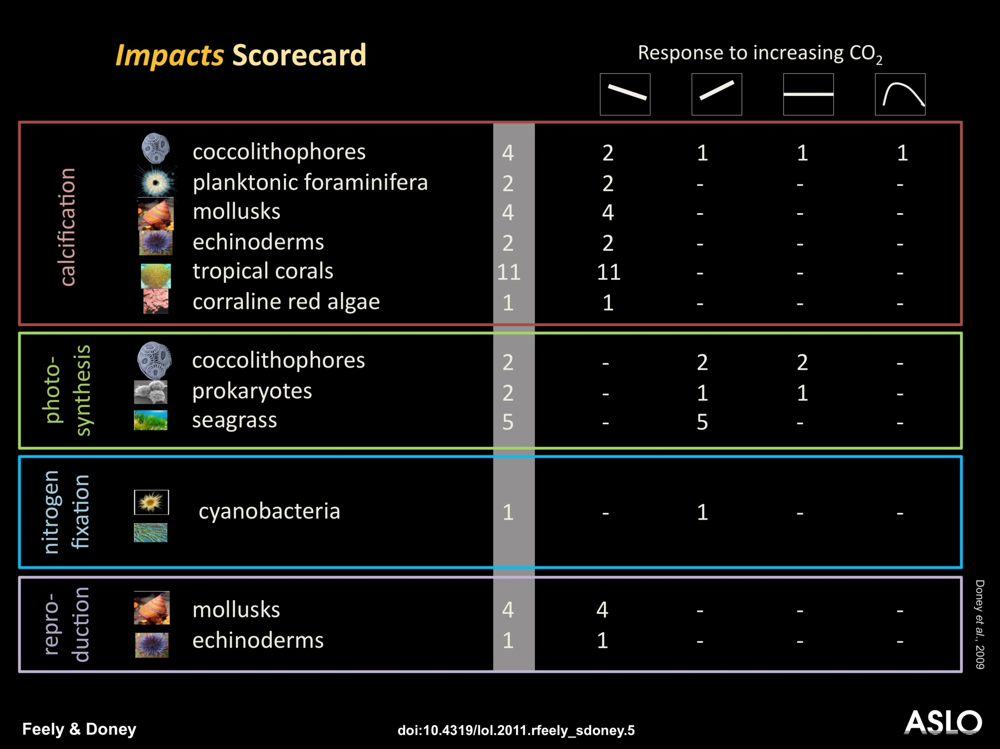 Impacts Scorecard
Response to increasing CO2
calcification
coccolithophores 4 2 1 1 1
planktonic foraminifera 2 2 - - -
mollusks 4 4 - - -
echinoderms 2 2 - - -
tropical corals 11 11 - - -
corraline red algae 1 1 - - -
photo-
synthesis
coccolithophores 2 - 2 2 -
prokaryotes 2 - 1 1 -
seagrass 5 - 5 - -
nitrogen
fixation
cyanobacteria 1 - 1 - -
repro-
duction
mollusks 4 4 - - -
echinoderms 1 1 - - -
Doney et al., 2009
Feely & Doney
doi:10.4319/lol.2011.rfeely_sdoney.5
ASLO